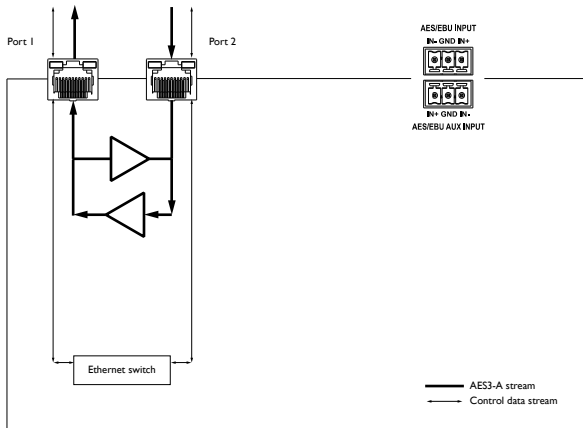 Port 1
Port 2
AES/EBU INPUT
IN- GND IN+
IN+ GND IN-
AES/EBU AUX INPUT
Ethernet switch
AES3-A stream
Control data stream